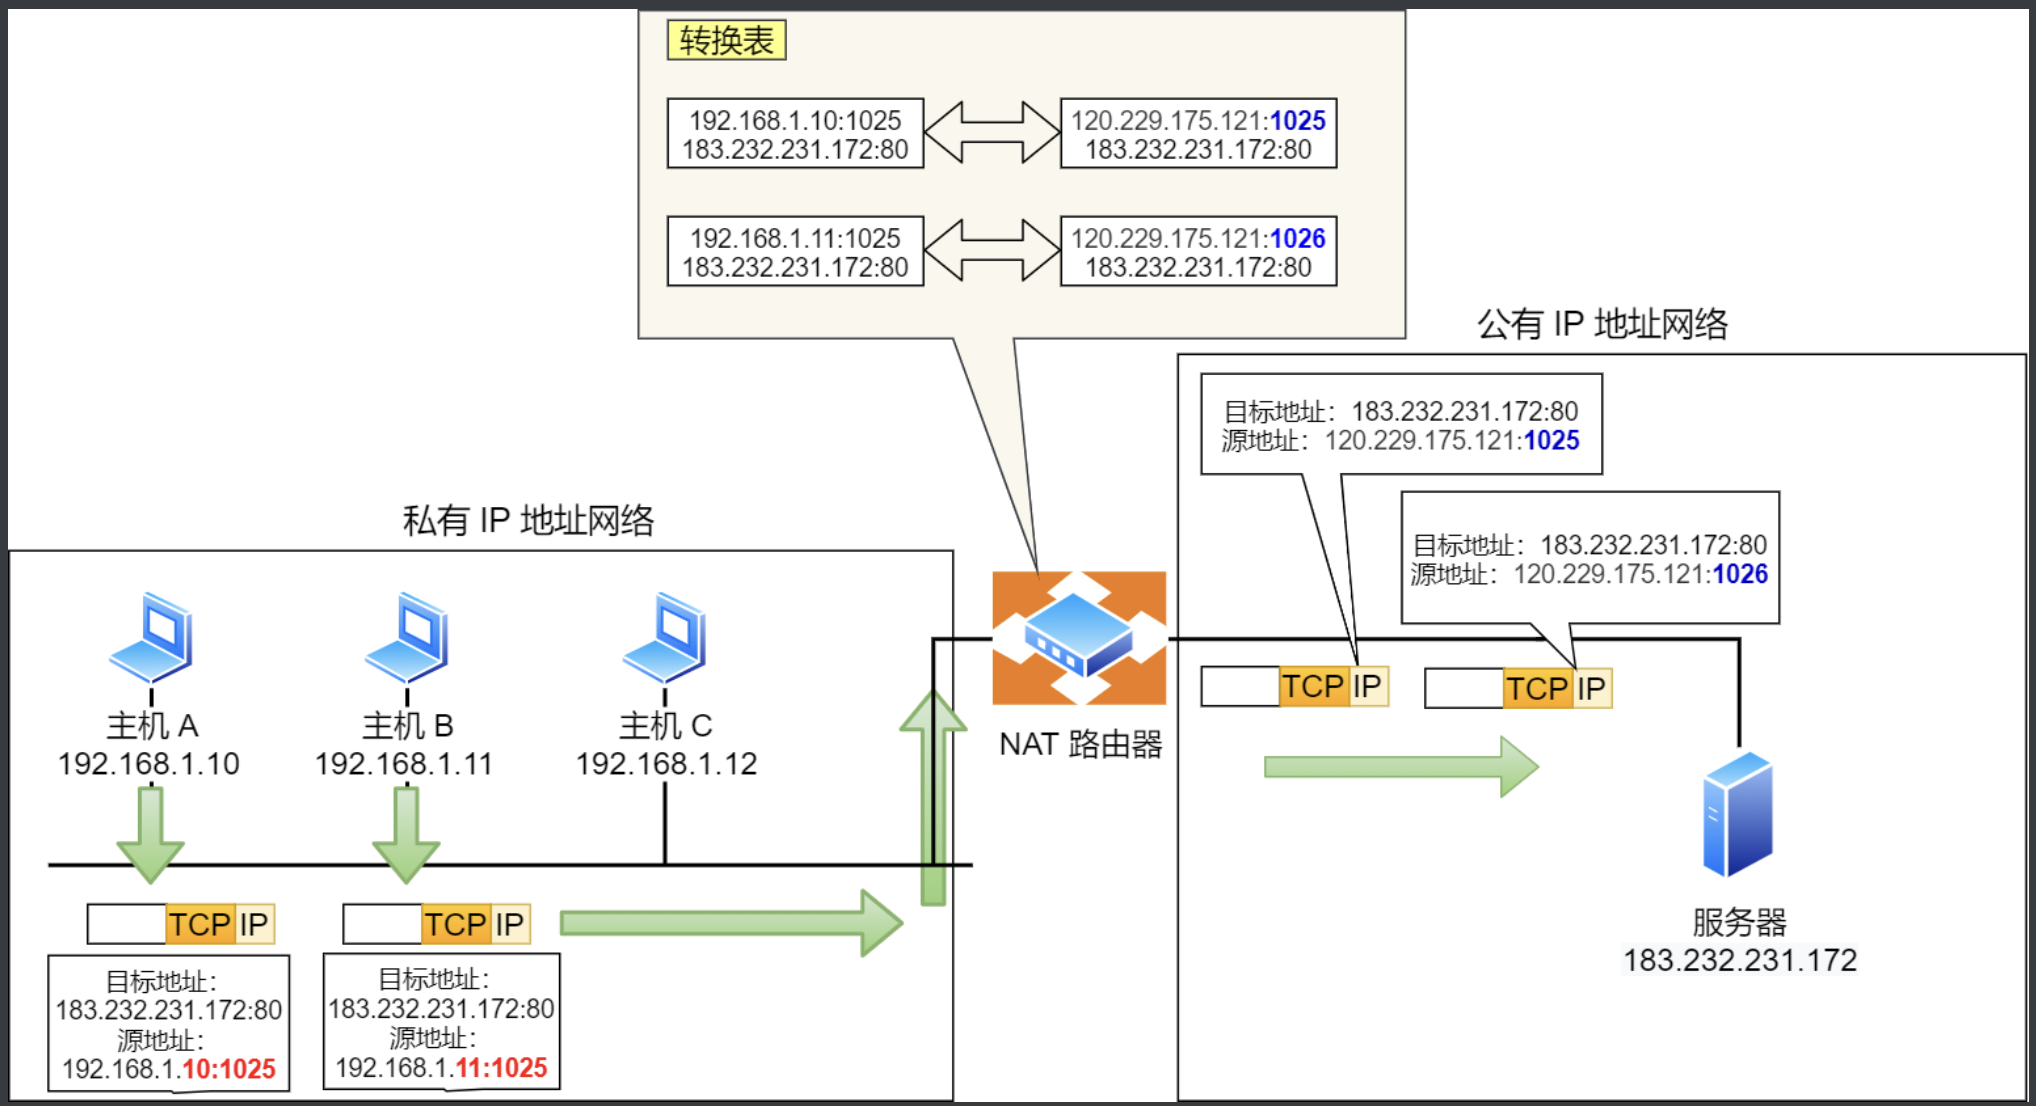 转换表
192.168.1.10:1025
183.232.231.172:80
120.229.175.121:1025
183.232.231.172:80
192.168.1.11:1025
183.232.231.172:80
120.229.175.121:1026
183.232.231.172:80
公有 IP 地址网络
目标地址：183.232.231.172:80
源地址：120.229.175.121:1025
目标地址：183.232.231.172:80
源地址：120.229.175.121:1026
TCP IP
TCP IP
服务器
183.232.231.172
NAT 路由器
私有 IP 地址网络
主机 A
192.168.1.10
主机 B
192.168.1.11
主机 C
192.168.1.12
TCP IP
目标地址：
183.232.231.172:80
源地址：
192.168.1.10:1025
TCP IP
目标地址：
183.232.231.172:80
源地址：
192.168.1.11:1025